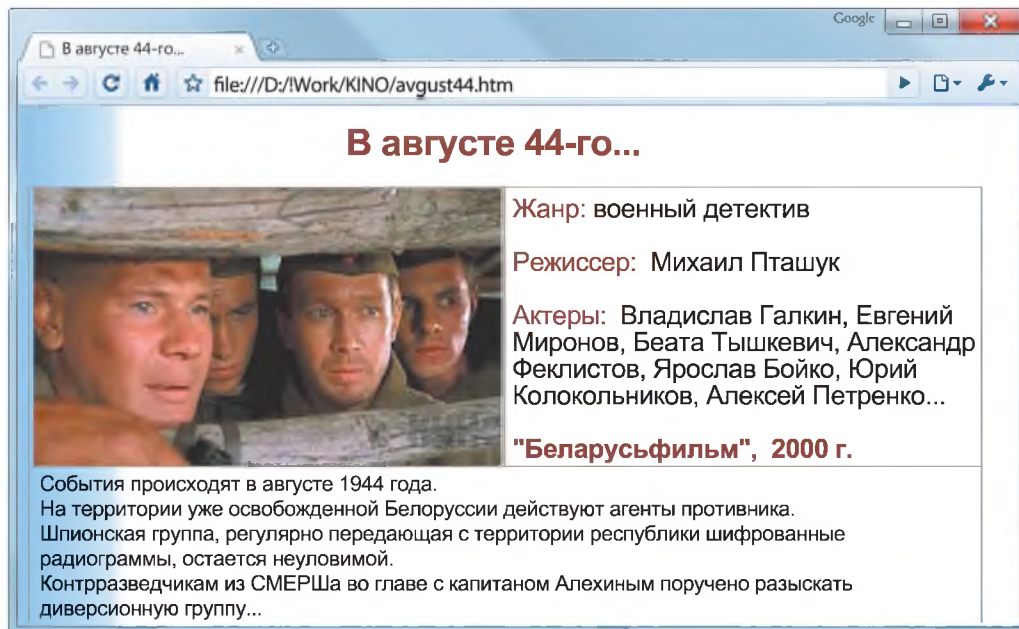 Google
В августе 44-го...
file:///D:/!Work/KINO/avgust44.htm
В августе 44-го...
Жанр: военный детектив
Режиссер: Михаил Пташук
Актеры: Владислав Галкин, Евгений
Миронов, Беата Тышкевич, Александр
Феклистов, Ярослав Бойко, Юрий
Колокольников, Алексей Петренко...
"Беларусьфильм", 2000 г.
События происходят в августе 1944 года.
На территории уже освобожденной Белоруссии действуют агенты противника.
Шпионская группа, регулярно передающая с территории республики шифрованные
радиограммы, остается неуловимой.
Контрразведчикам из СМЕРШа во главе с капитаном Алехиным поручено разыскать
диверсионную группу...